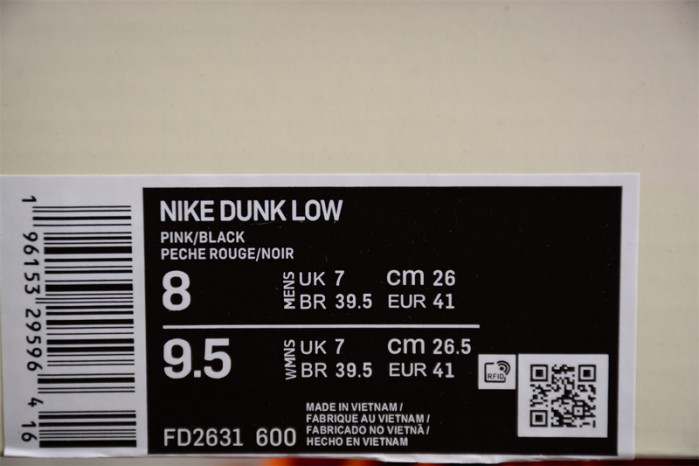 1 96153 29596 4 16
NIKE DUNK LOW
PINK/BLACK
PECHE ROUGE/NOIR
8 MENS UK 7 cm 26
BR 39.5 EUR 41
9.5 WMNS UK 7 cm 26.5
BR 39.5 EUR 41
RFID
FD2631 600
MADE IN VIETNAM /
FABRIQUE AU VIETNAM /
FABRICADO NO VIETNÃ /
HECHO EN VIETNAM